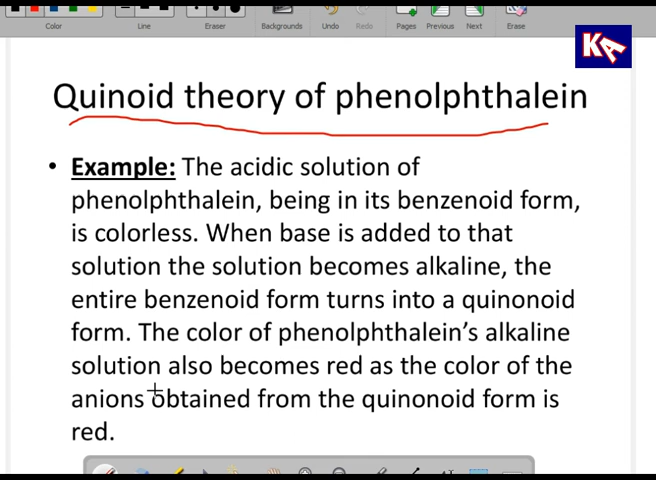 Color
Line
Eraser
Backgrounds
Undo
Redo
Pages
Previous
Next
Erase
KA
Quinoid theory of phenolphthalein
• Example: The acidic solution of
phenolphthalein, being in its benzenoid form,
is colorless. When base is added to that
solution the solution becomes alkaline, the
entire benzenoid form turns into a quinonoid
form. The color of phenolphthalein’s alkaline
solution also becomes red as the color of the
anions obtained from the quinonoid form is
red.